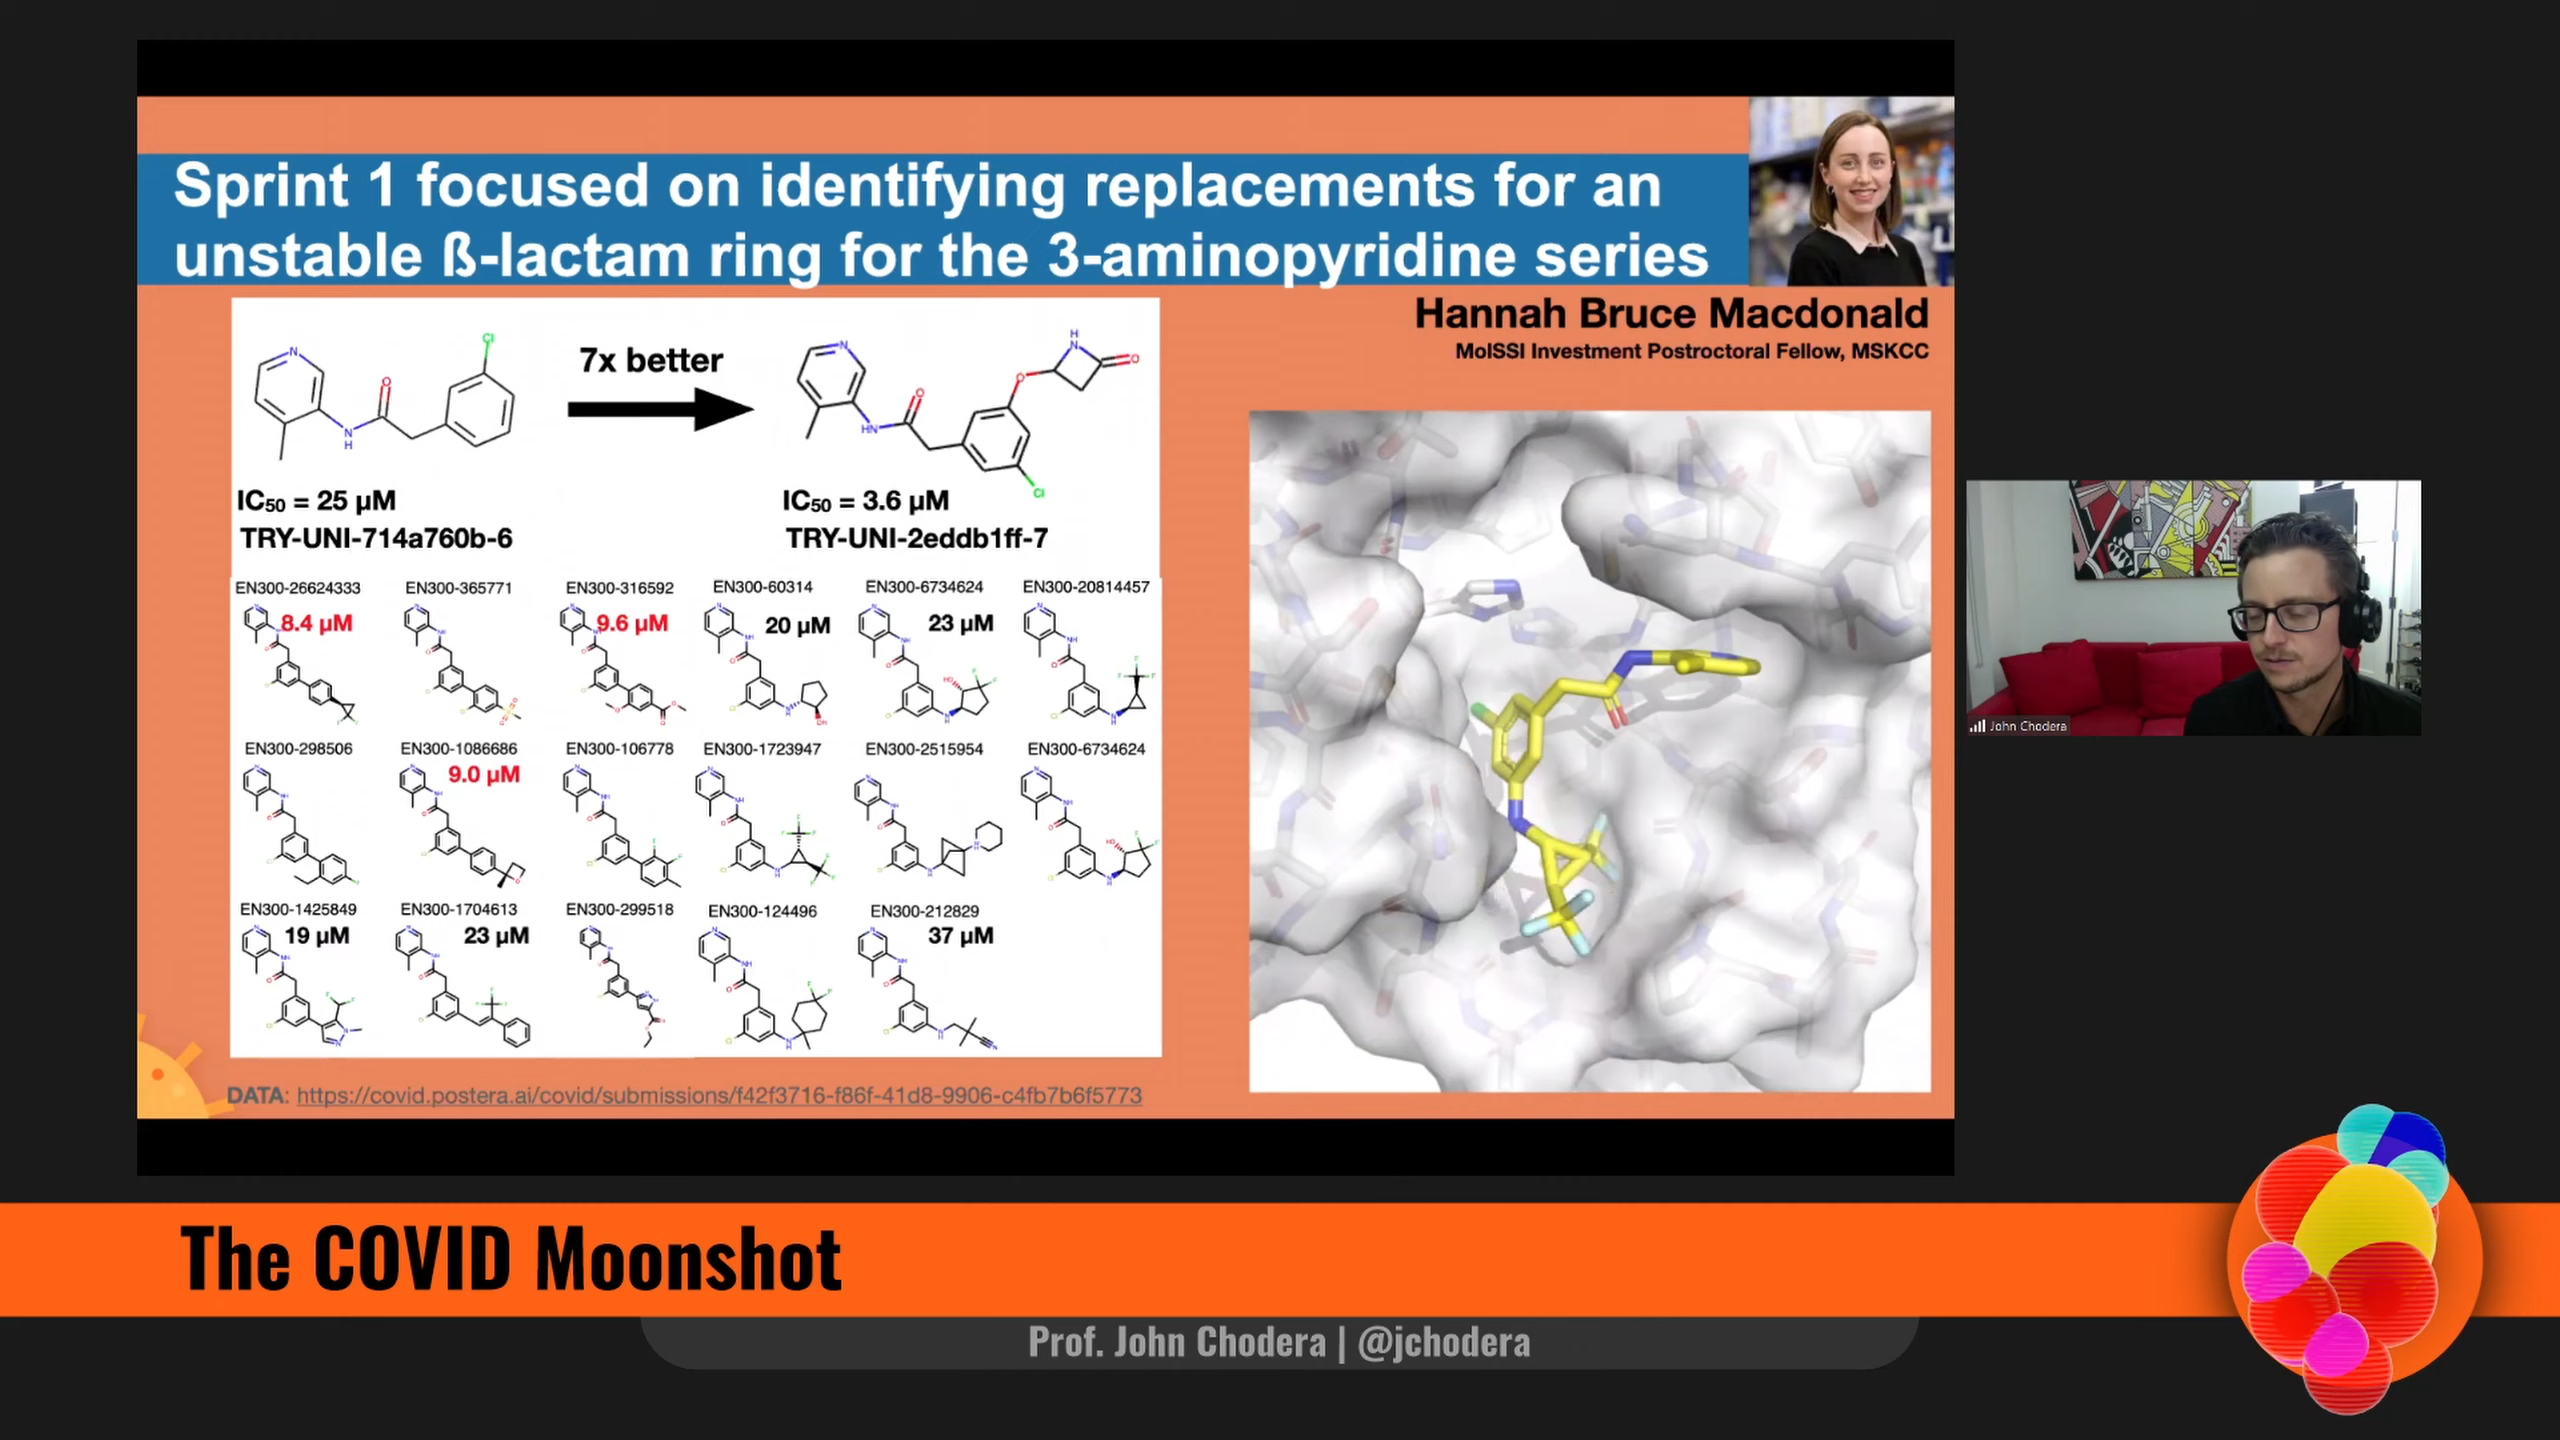 Sprint 1 focused on identifying replacements for an
unstable ß-lactam ring for the 3-aminopyridine series
Hannah Bruce Macdonald
MolSSI Investment Postroctoral Fellow, MSKCC
7x better
IC₅₀ = 25 µM
TRY-UNI-714a760b-6
IC₅₀ = 3.6 µM
TRY-UNI-2eddb1ff-7
EN300-26624333 EN300-365771 EN300-316592 EN300-60314 EN300-6734624 EN300-20814457
8.4 µM 9.6 µM 20 µM 23 µM
EN300-298506 EN300-1086686 EN300-106778 EN300-1723947 EN300-2515954 EN300-6734624
9.0 µM
EN300-1425849 EN300-1704613 EN300-299518 EN300-124496 EN300-212829
19 µM 23 µM 37 µM
DATA: https://covid.postera.ai/covid/submissions/f42f3716-f86f-41d8-9906-c4fb7b6f5773
John Chodera
The COVID Moonshot
Prof. John Chodera | @jchodera